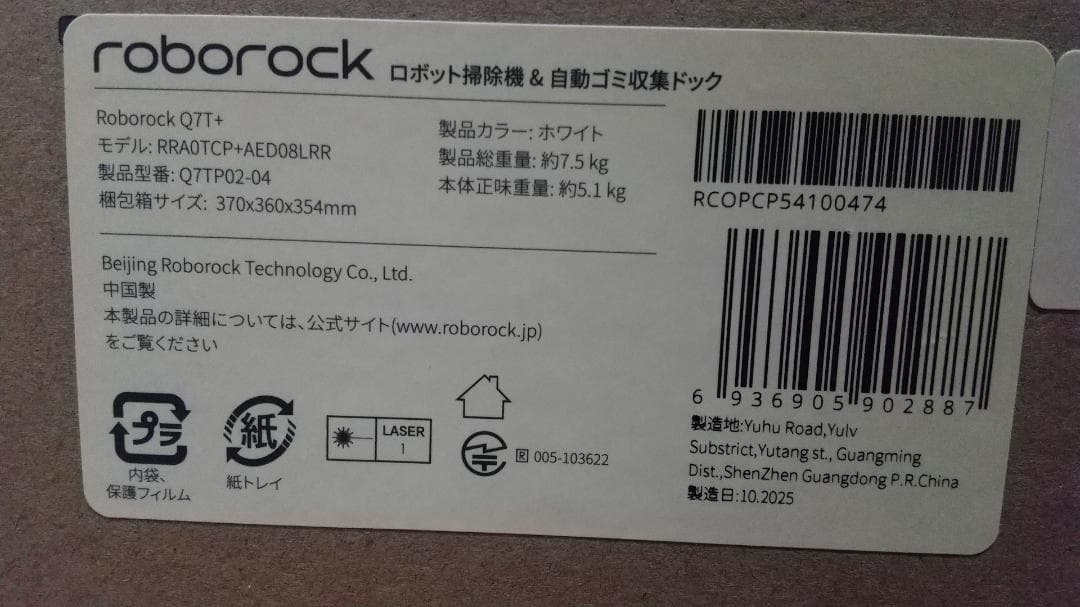 roborock ロボット掃除機 & 自動ゴミ収集ドック
Roborock Q7T+
モデル: RRA0TCP+AED08LRR
製品型番: Q7TP02-04
梱包箱サイズ: 370x360x354mm
製品カラー: ホワイト
製品総重量: 約7.5 kg
本体正味重量: 約5.1 kg
RCOPCP54100474
Beijing Roborock Technology Co., Ltd.
中国製
本製品の詳細については、公式サイト(www.roborock.jp)
をご覧ください
6 936905 902887
プラ
内袋、
保護フィルム
紙
紙トレイ
LASER
1
R 005-103622
製造地:Yuhu Road,Yulv
Substrict,Yutang st., Guangming
Dist.,ShenZhen Guangdong P.R.China
製造日:10.2025